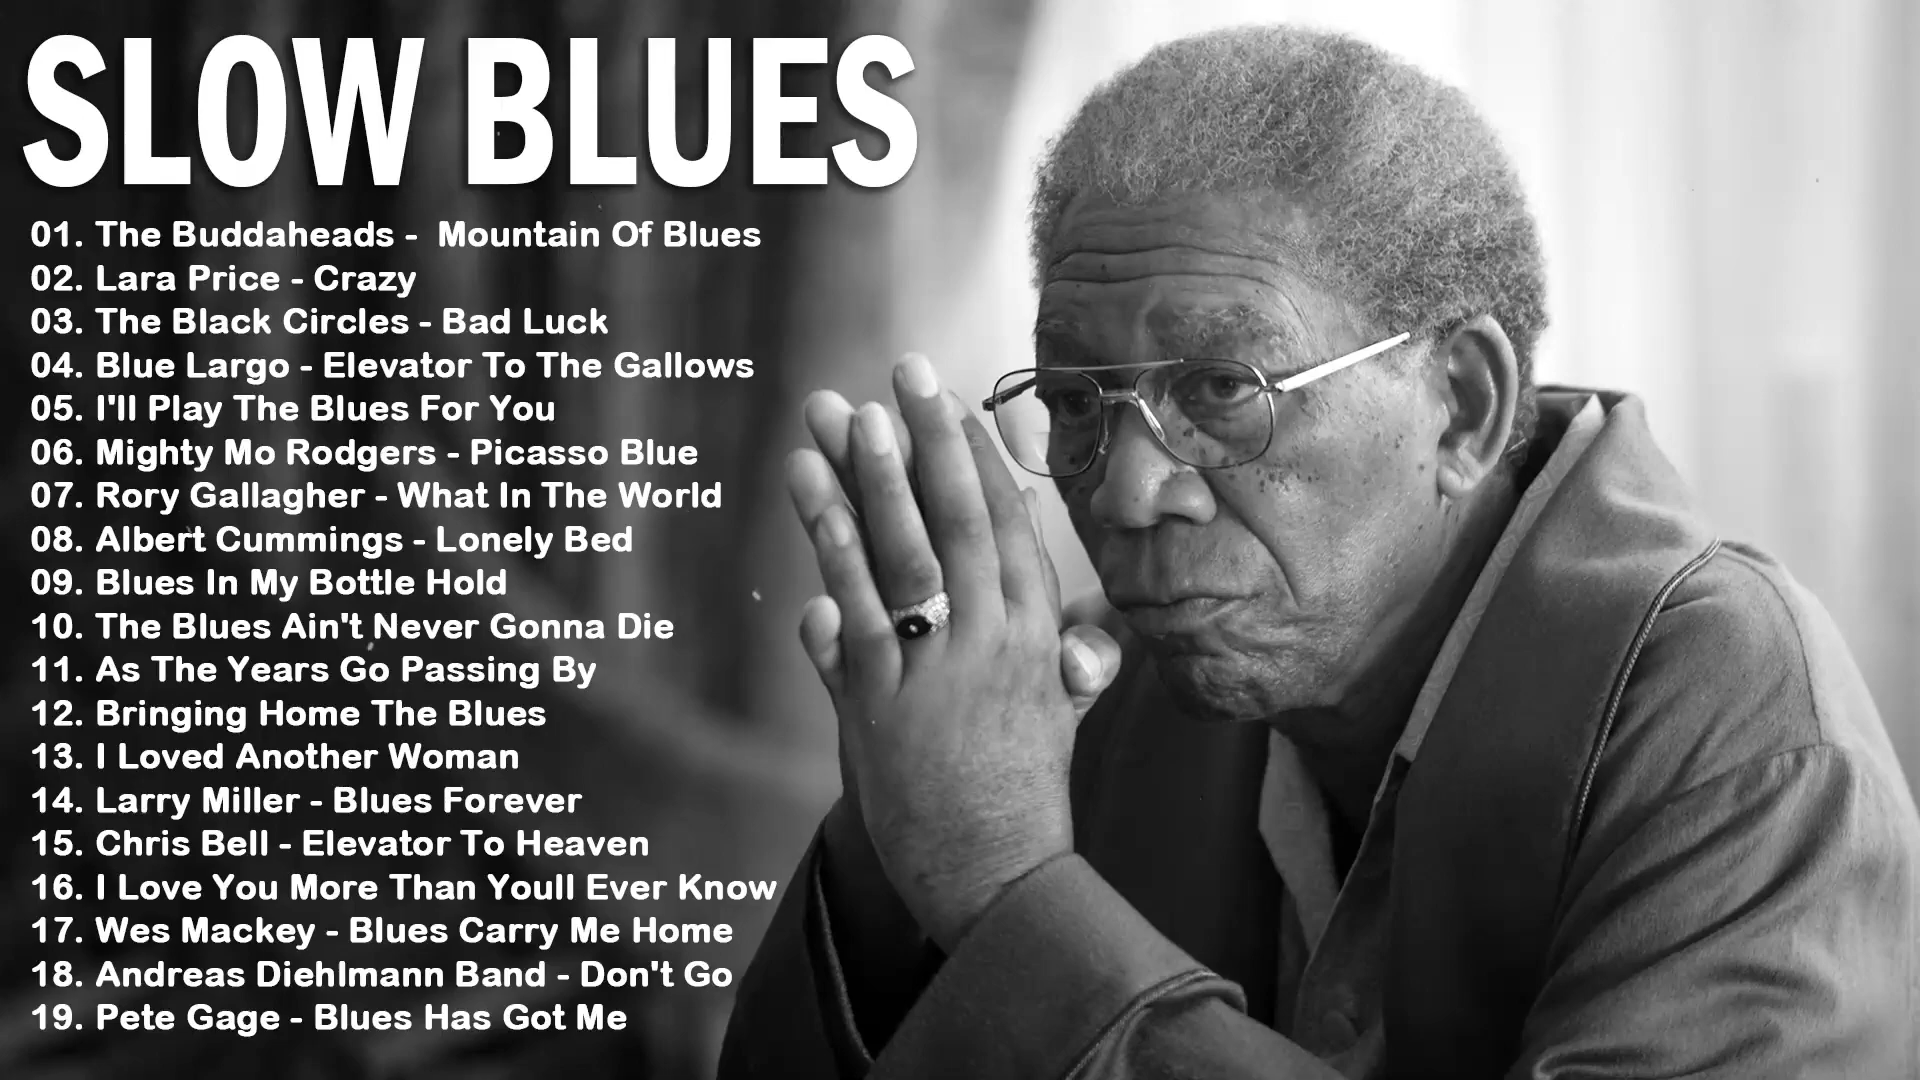 SLOW BLUES
01. The Buddaheads -  Mountain Of Blues
02. Lara Price - Crazy
03. The Black Circles - Bad Luck
04. Blue Largo - Elevator To The Gallows
05. I'll Play The Blues For You
06. Mighty Mo Rodgers - Picasso Blue
07. Rory Gallagher - What In The World
08. Albert Cummings - Lonely Bed
09. Blues In My Bottle Hold
10. The Blues Ain't Never Gonna Die
11. As The Years Go Passing By
12. Bringing Home The Blues
13. I Loved Another Woman
14. Larry Miller - Blues Forever
15. Chris Bell - Elevator To Heaven
16. I Love You More Than Youll Ever Know
17. Wes Mackey - Blues Carry Me Home
18. Andreas Diehlmann Band - Don't Go
19. Pete Gage - Blues Has Got Me